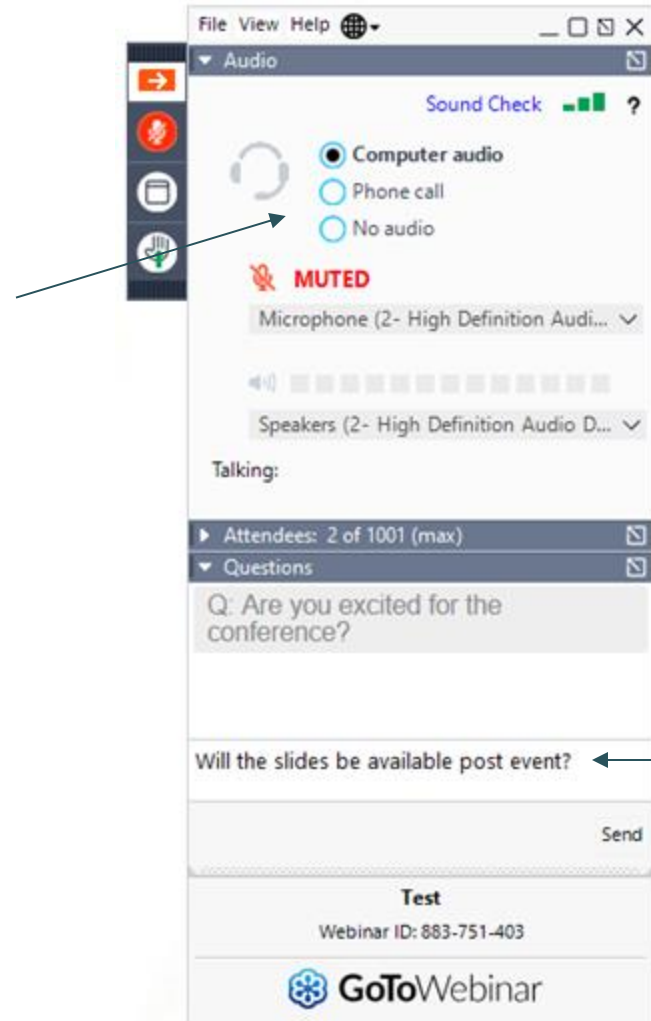 File View Help
Audio
Sound Check ?
Computer audio
Phone call
No audio
MUTED
Microphone (2- High Definition Audi...
Speakers (2- High Definition Audio D...
Talking:
Attendees: 2 of 1001 (max)
Questions
Q: Are you excited for the
conference?
Will the slides be available post event?
Send
Test
Webinar ID: 883-751-403
GoToWebinar